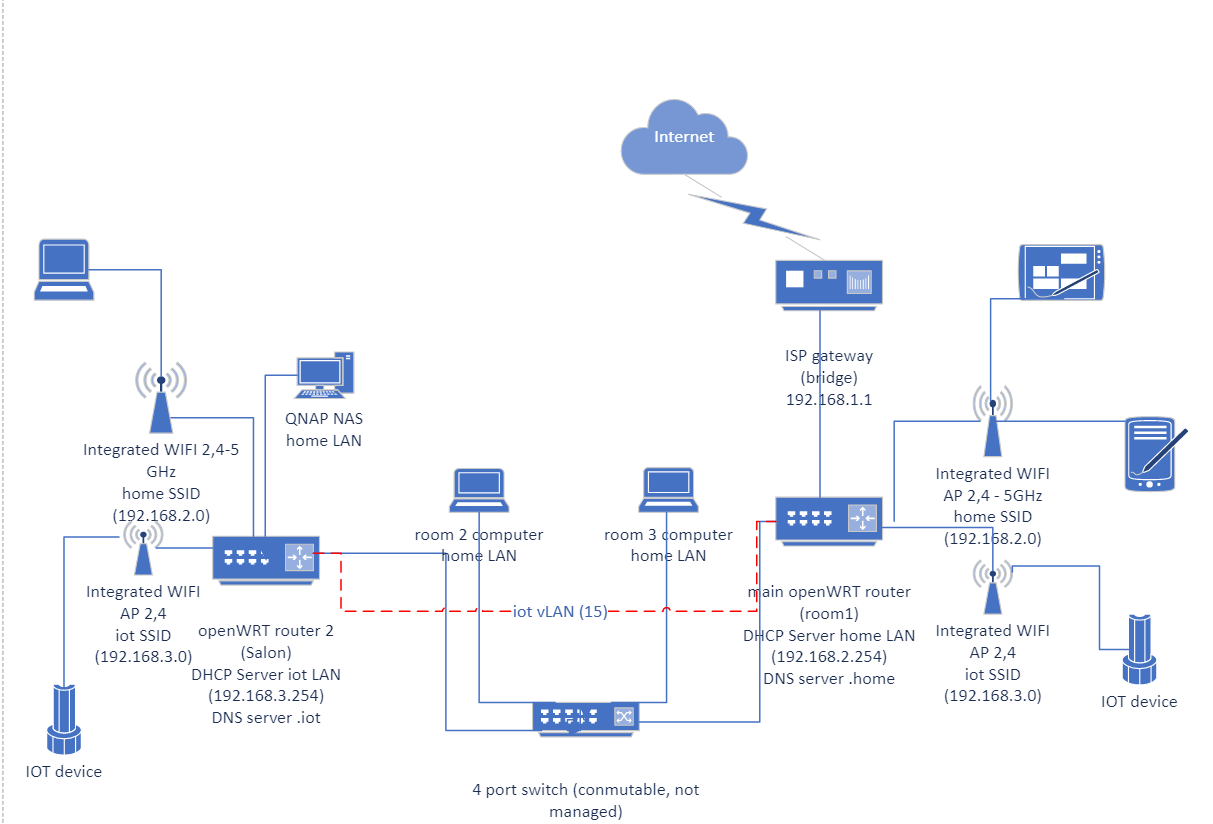 Internet
ISP gateway
(bridge)
192.168.1.1
QNAP NAS
home LAN
Integrated WIFI 2,4-5
GHz
home SSID
(192.168.2.0)
Integrated WIFI
AP 2,4 - 5GHz
home SSID
(192.168.2.0)
room 2 computer
home LAN
room 3 computer
home LAN
Integrated WIFI
AP 2,4
iot SSID
(192.168.3.0)
openWRT router 2
(Salon)
DHCP Server iot LAN
(192.168.3.254)
DNS server .iot
iot vLAN (15)
main openWRT router
(room1)
DHCP Server home LAN
(192.168.2.254)
DNS server .home
Integrated WIFI
AP 2,4
iot SSID
(192.168.3.0)
IOT device
IOT device
4 port switch (conmutable, not
managed)